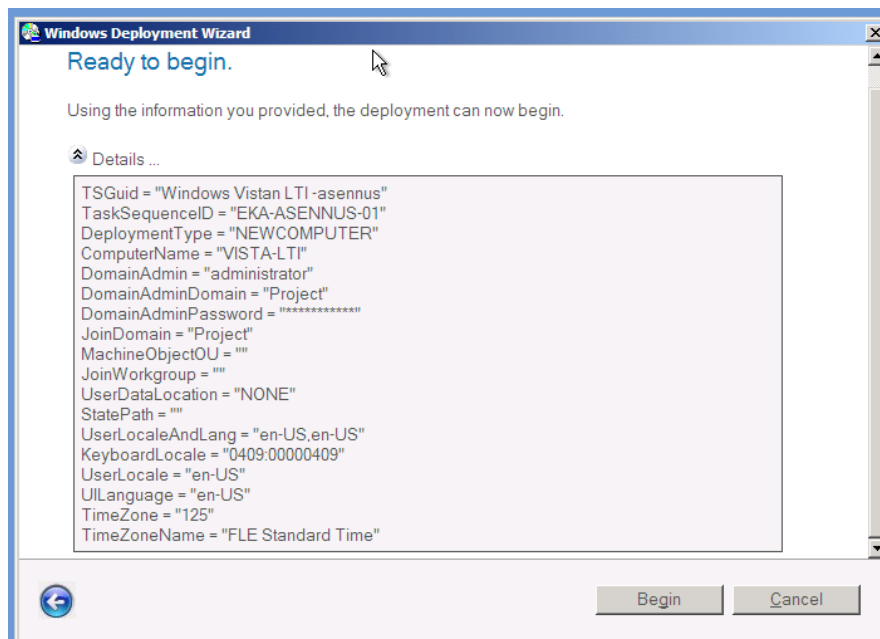 Windows Deployment Wizard
Ready to begin.
Using the information you provided, the deployment can now begin.
Details ...
TSGuid = "Windows Vistan LTI -asennus"
TaskSequenceID = "EKA-ASENNUS-01"
DeploymentType = "NEWCOMPUTER"
ComputerName = "VISTA-LTI"
DomainAdmin = "administrator"
DomainAdminDomain = "Project"
DomainAdminPassword = "***********"
JoinDomain = "Project"
MachineObjectOU = ""
JoinWorkgroup = ""
UserDataLocation = "NONE"
StatePath = ""
UserLocaleAndLang = "en-US,en-US"
KeyboardLocale = "0409:00000409"
UserLocale = "en-US"
UILanguage = "en-US"
TimeZone = "125"
TimeZoneName = "FLE Standard Time"
Begin
Cancel